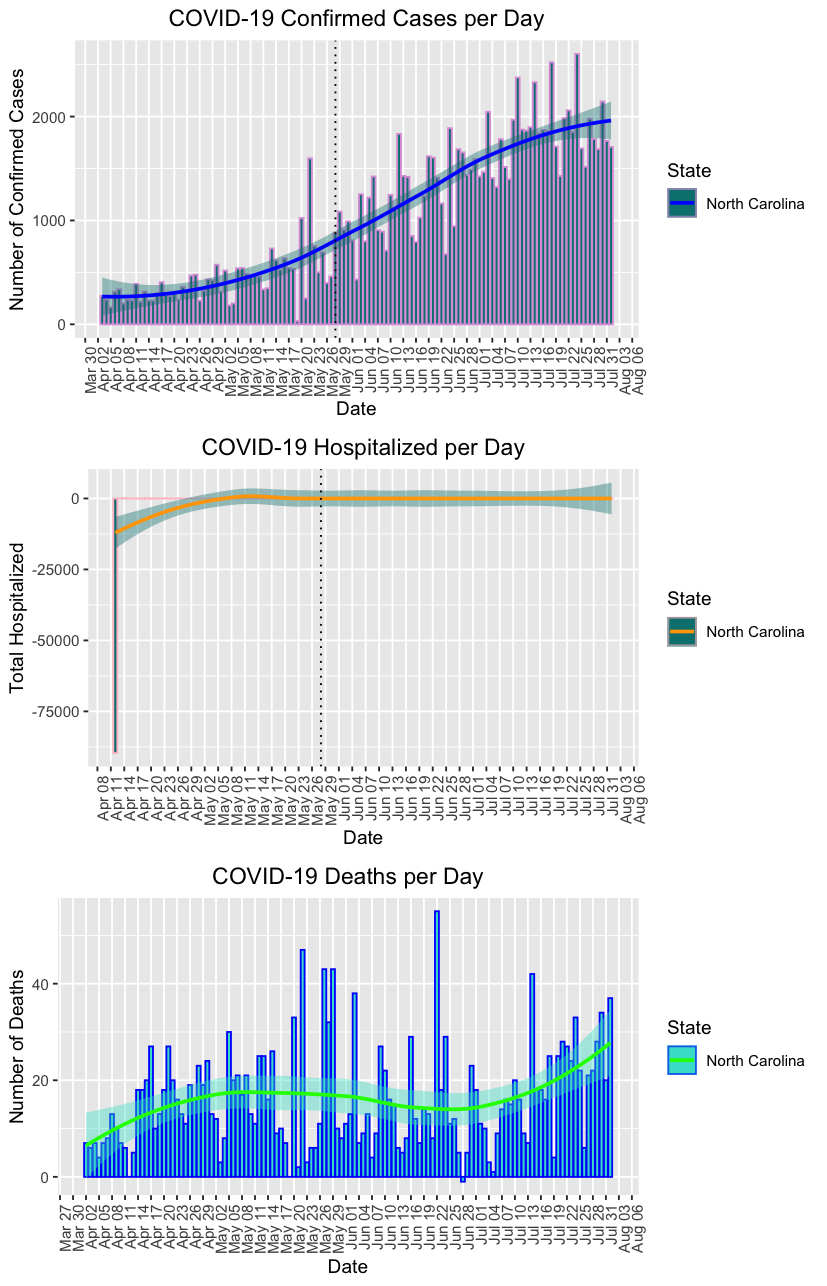 COVID-19 Confirmed Cases per Day
Number of Confirmed Cases
2000
1000
0
Mar 30
Apr 02
Apr 05
Apr 08
Apr 11
Apr 14
Apr 17
Apr 20
Apr 23
Apr 26
Apr 29
May 02
May 05
May 08
May 11
May 14
May 17
May 20
May 23
May 26
May 29
Jun 01
Jun 04
Jun 07
Jun 10
Jun 13
Jun 16
Jun 19
Jun 22
Jun 25
Jun 28
Jul 01
Jul 04
Jul 07
Jul 10
Jul 13
Jul 16
Jul 19
Jul 22
Jul 25
Jul 28
Jul 31
Aug 03
Aug 06
Date
State
North Carolina
COVID-19 Hospitalized per Day
Total Hospitalized
0
-25000
-50000
-75000
Apr 08
Apr 11
Apr 14
Apr 17
Apr 20
Apr 23
Apr 26
Apr 29
May 02
May 05
May 08
May 11
May 14
May 17
May 20
May 23
May 26
May 29
Jun 01
Jun 04
Jun 07
Jun 10
Jun 13
Jun 16
Jun 19
Jun 22
Jun 25
Jun 28
Jul 01
Jul 04
Jul 07
Jul 10
Jul 13
Jul 16
Jul 19
Jul 22
Jul 25
Jul 28
Jul 31
Aug 03
Aug 06
Date
State
North Carolina
COVID-19 Deaths per Day
Number of Deaths
40
20
0
Mar 27
Mar 30
Apr 02
Apr 05
Apr 08
Apr 11
Apr 14
Apr 17
Apr 20
Apr 23
Apr 26
Apr 29
May 02
May 05
May 08
May 11
May 14
May 17
May 20
May 23
May 26
May 29
Jun 01
Jun 04
Jun 07
Jun 10
Jun 13
Jun 16
Jun 19
Jun 22
Jun 25
Jun 28
Jul 01
Jul 04
Jul 07
Jul 10
Jul 13
Jul 16
Jul 19
Jul 22
Jul 25
Jul 28
Jul 31
Aug 03
Aug 06
Date
State
North Carolina